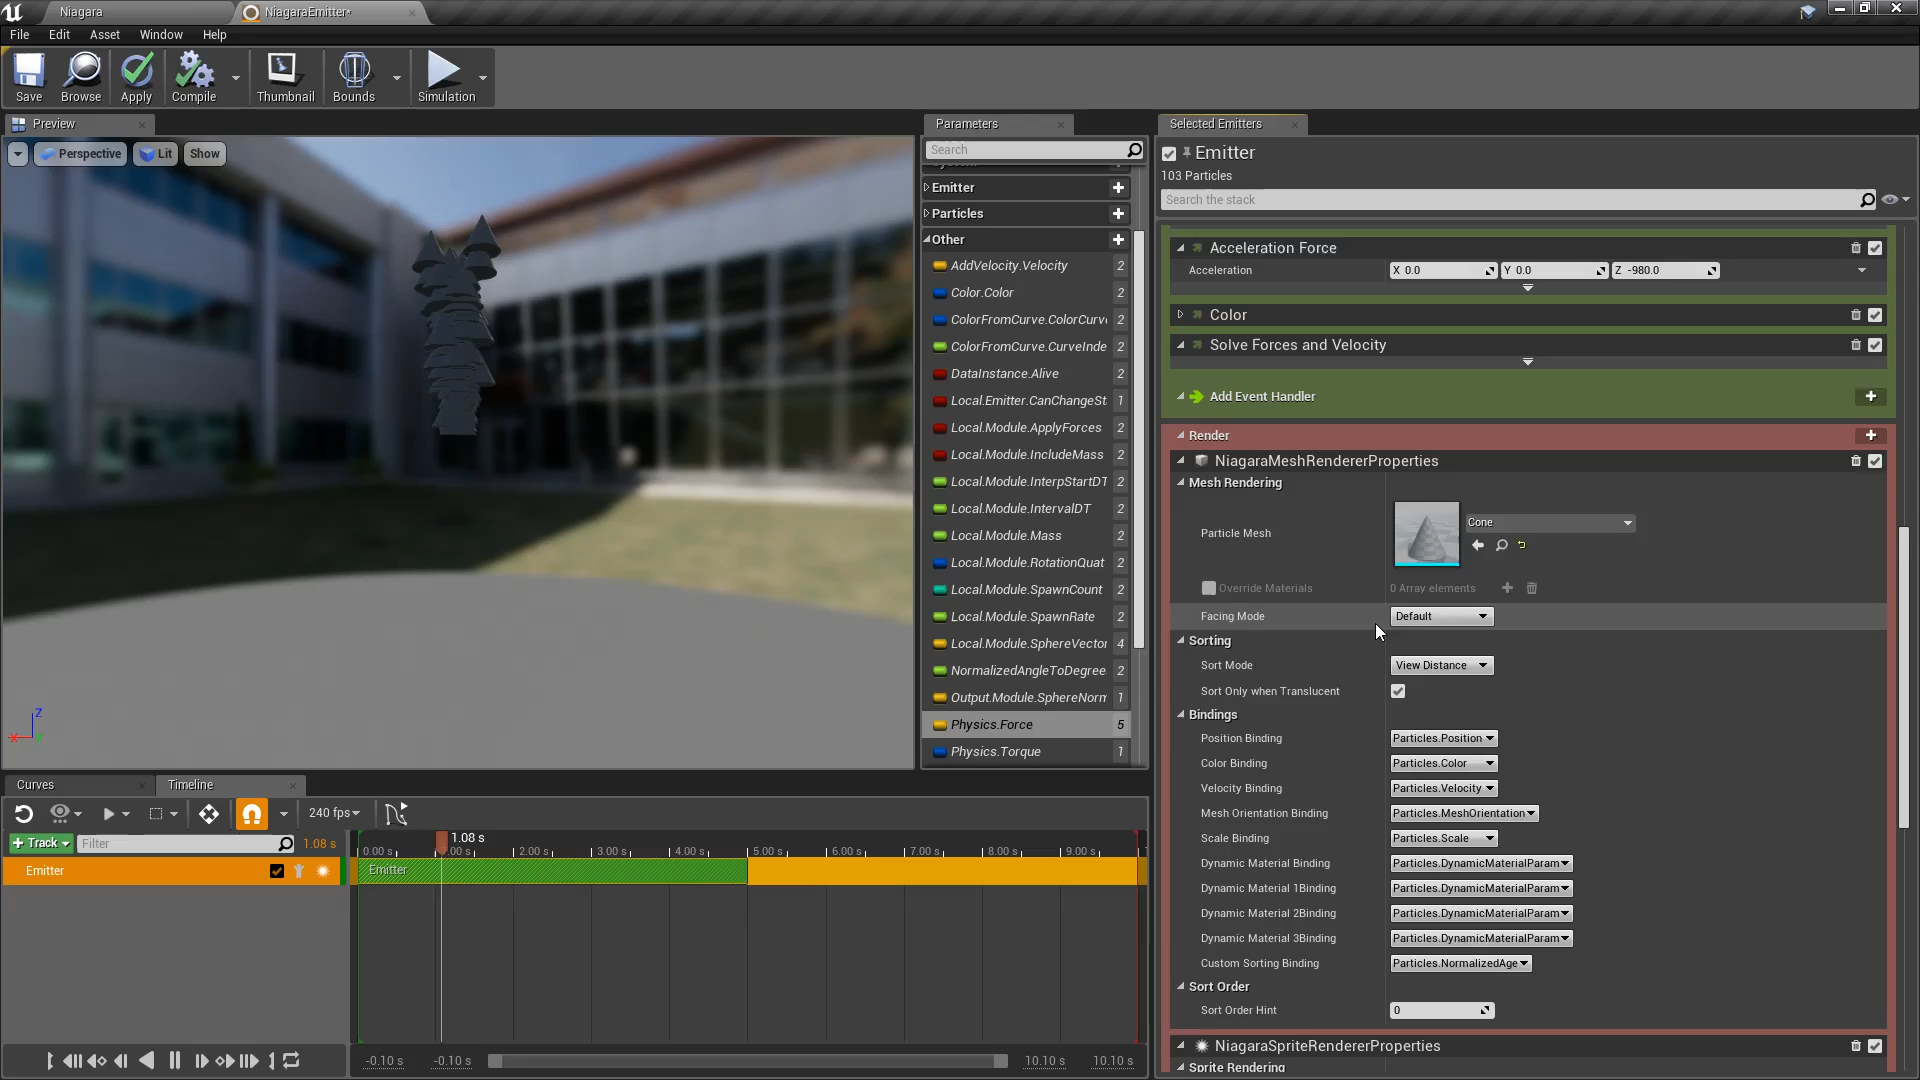 Niagara
NiagaraEmitter*
File Edit Asset Window Help
Save Browse Apply Compile Thumbnail Bounds Simulation
Preview
Perspective Lit Show
Z
X
Parameters
Search
Emitter
Particles
Other
AddVelocity.Velocity 2
Color.Color 2
ColorFromCurve.ColorCurve 2
ColorFromCurve.CurveInde 2
DataInstance.Alive 2
Local.Emitter.CanChangeSt 1
Local.Module.ApplyForces 2
Local.Module.IncludeMass 2
Local.Module.InterpStartDT 2
Local.Module.IntervalDT 2
Local.Module.Mass 2
Local.Module.RotationQuat 2
Local.Module.SpawnCount 2
Local.Module.SpawnRate 2
Local.Module.SphereVector 4
NormalizedAngleToDegree 2
Output.Module.SphereNorm 1
Physics.Force 5
Physics.Torque 1
Selected Emitters
Emitter
103 Particles
Search the stack
Acceleration Force
Acceleration X 0.0 Y 0.0 Z -980.0
Color
Solve Forces and Velocity
Add Event Handler
Render
NiagaraMeshRendererProperties
Mesh Rendering
Particle Mesh Cone
Override Materials 0 Array elements
Facing Mode Default
Sorting
Sort Mode View Distance
Sort Only when Translucent
Bindings
Position Binding Particles.Position
Color Binding Particles.Color
Velocity Binding Particles.Velocity
Mesh Orientation Binding Particles.MeshOrientation
Scale Binding Particles.Scale
Dynamic Material Binding Particles.DynamicMaterialParam
Dynamic Material 1Binding Particles.DynamicMaterialParam
Dynamic Material 2Binding Particles.DynamicMaterialParam
Dynamic Material 3Binding Particles.DynamicMaterialParam
Custom Sorting Binding Particles.NormalizedAge
Sort Order
Sort Order Hint 0
NiagaraSpriteRendererProperties
Sprite Rendering
Curves Timeline
240 fps
Track Filter 1.08 s
1.08 s
0.00 s 2.00 s 3.00 s 4.00 s 5.00 s 6.00 s 7.00 s 8.00 s 9.00 s
Emitter
Emitter
-0.10 s -0.10 s 10.10 s 10.10 s